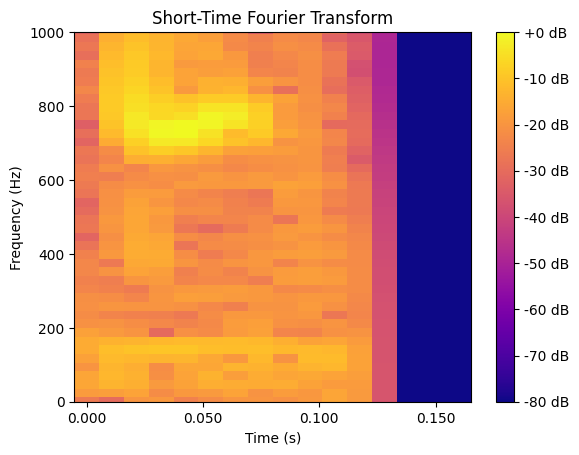 Short-Time Fourier Transform
Frequency (Hz)
1000
800
600
400
200
0
0.000
0.050
0.100
0.150
Time (s)
+0 dB
-10 dB
-20 dB
-30 dB
-40 dB
-50 dB
-60 dB
-70 dB
-80 dB